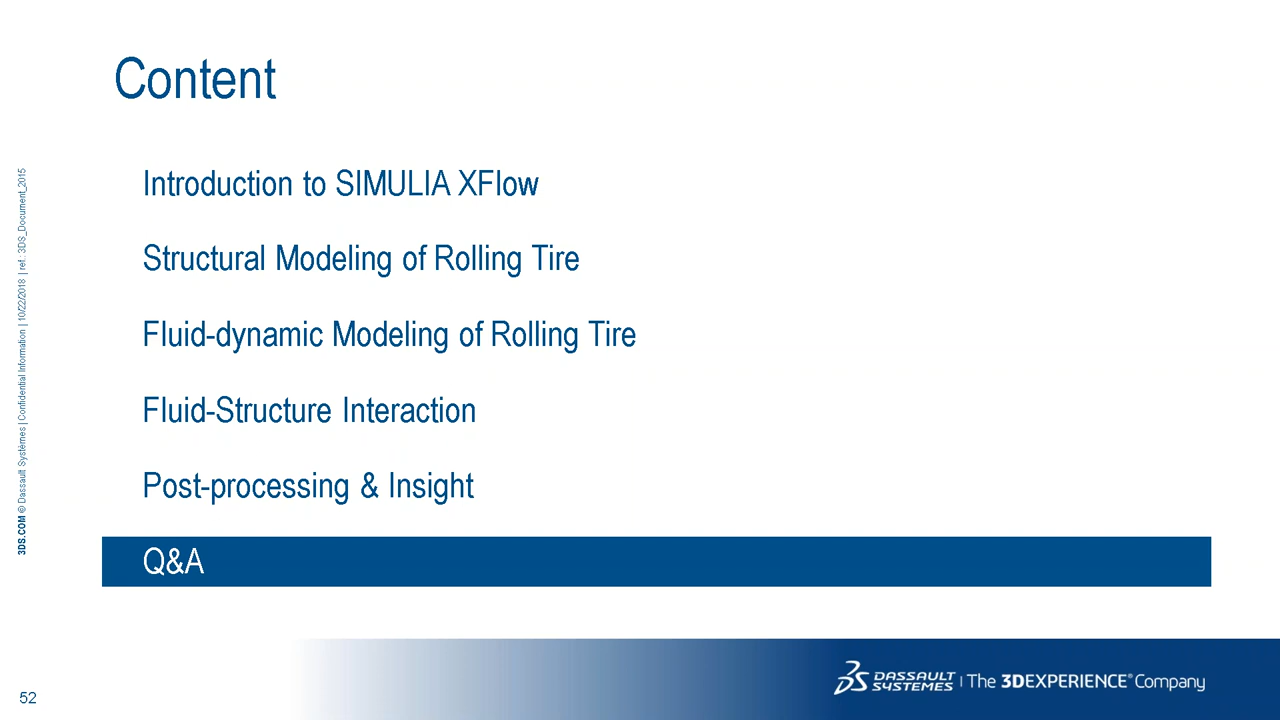 Content
Introduction to SIMULIA XFlow
Structural Modeling of Rolling Tire
Fluid-dynamic Modeling of Rolling Tire
Fluid-Structure Interaction
Post-processing & Insight
Q&A
3DS.COM © Dassault Systèmes | Confidential Information | 10/22/2018 | ref.: 3DS_Document_2015
52
DASSAULT
SYSTEMES | The 3DEXPERIENCE® Company